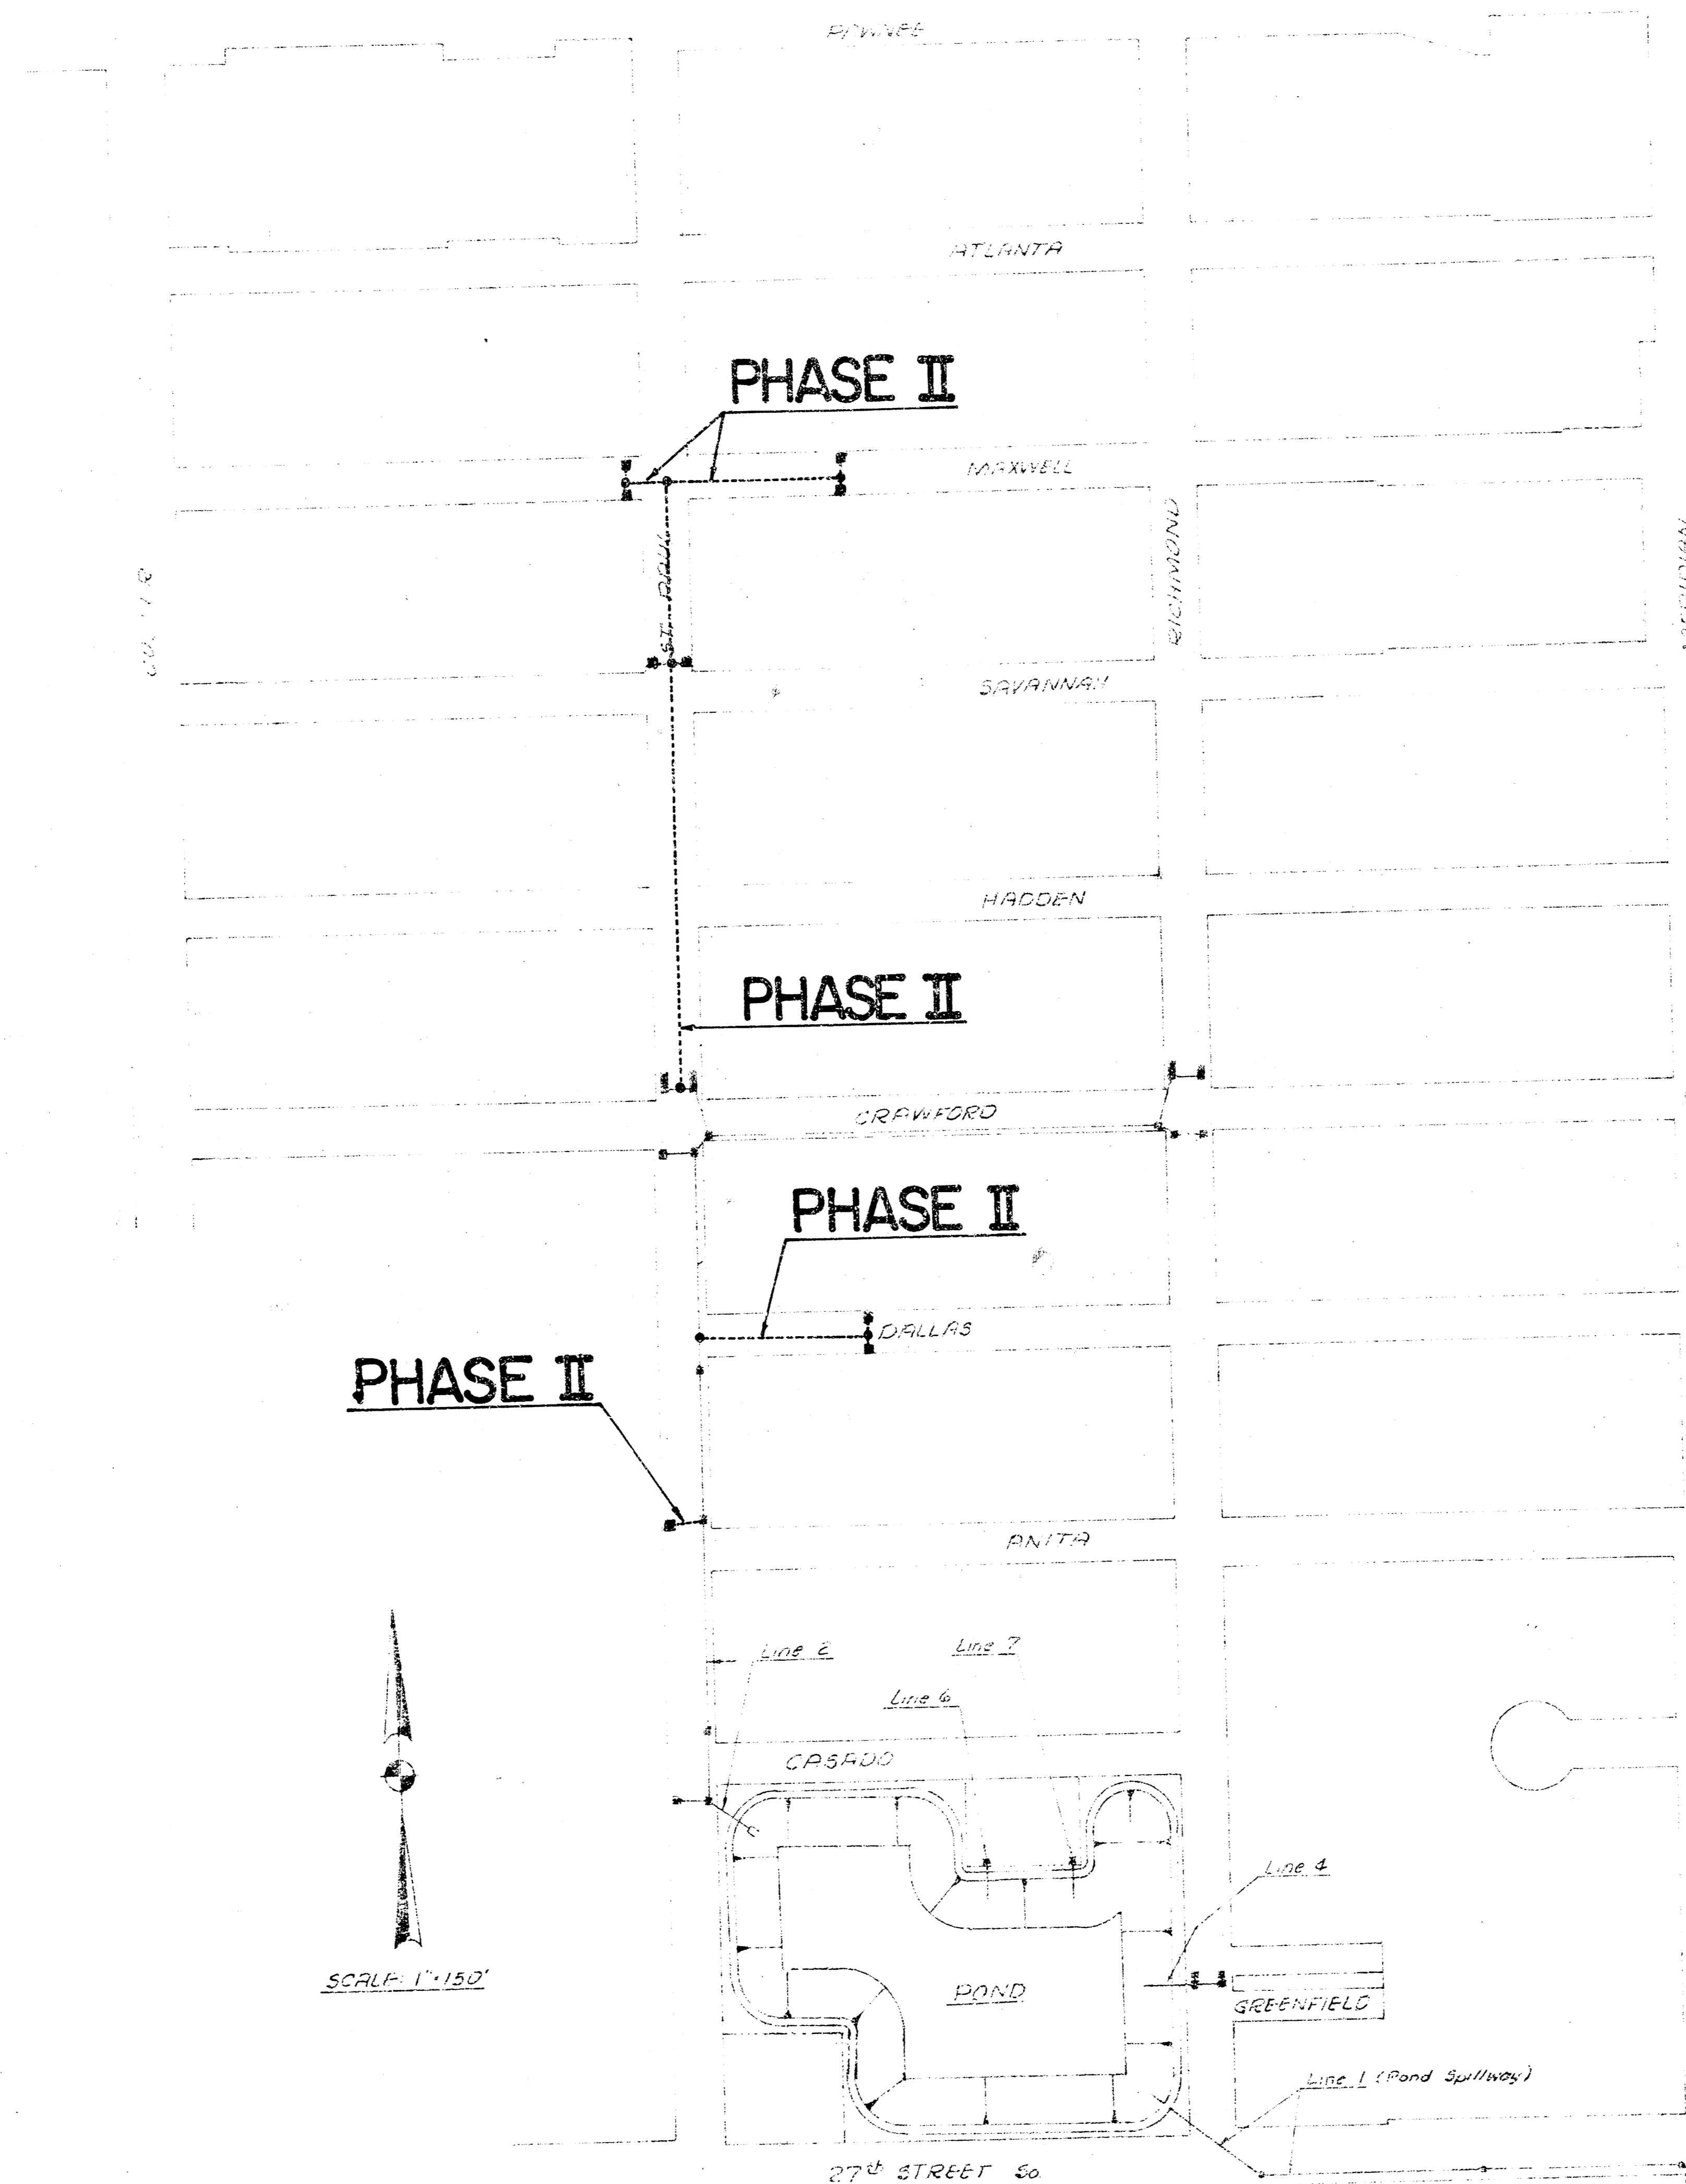 PAWNEE
ATLANTA
PHASE II
MAXWELL
ST. PAUL
RICHMOND
SAVANNAH
HADDEN
PHASE II
CRAWFORD
PHASE II
DALLAS
PHASE II
ANITA
Line 2
Line 7
Line 6
CASADO
Line 4
SCALE: 1"=150'
POND
GREENFIELD
Line 1 (Pond Spillway)
27th STREET So.